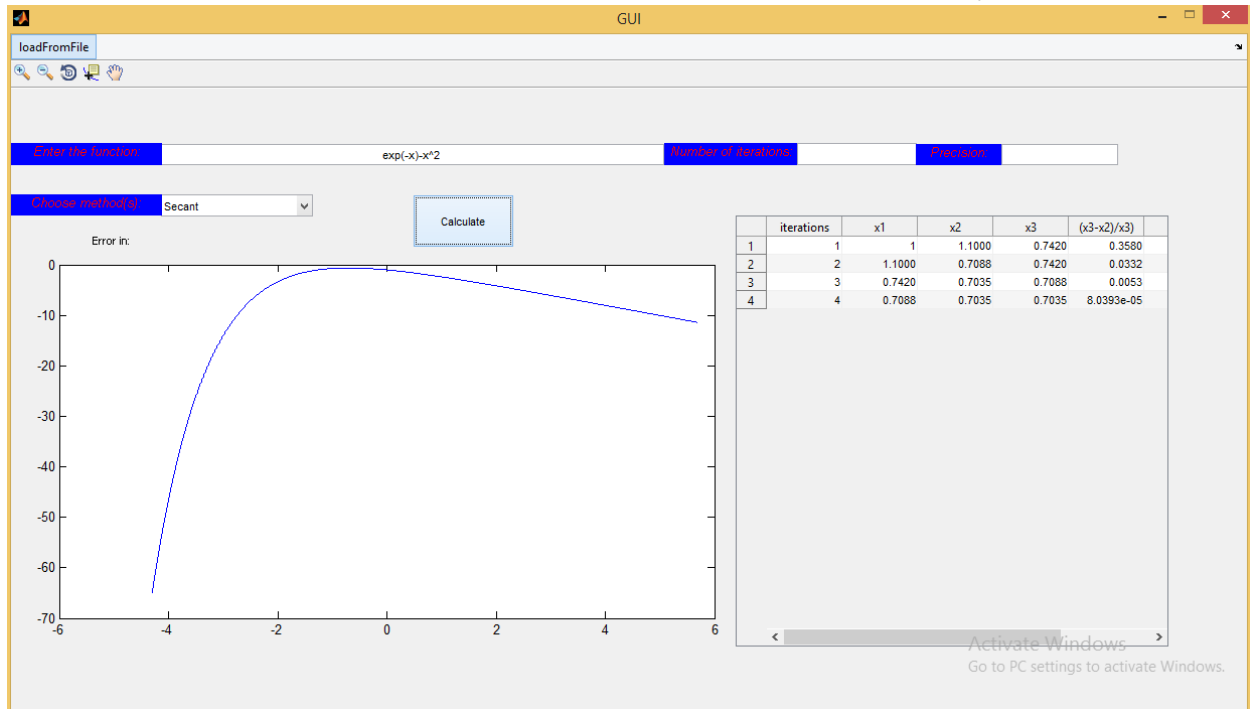 GUI
loadFromFile
Enter the function: exp(-x)-x^2 Number of iterations: Precision:
Choose method(s): Secant Calculate
Error in:
iterations x1 x2 x3 (x3-x2)/x3)
1 1 1 1.1000 0.7420 0.3580
2 2 1.1000 0.7088 0.7420 0.0332
3 3 0.7420 0.7035 0.7088 0.0053
4 4 0.7088 0.7035 0.7035 8.0393e-05
0
-10
-20
-30
-40
-50
-60
-70
-6 -4 -2 0 2 4 6
Activate Windows
Go to PC settings to activate Windows.